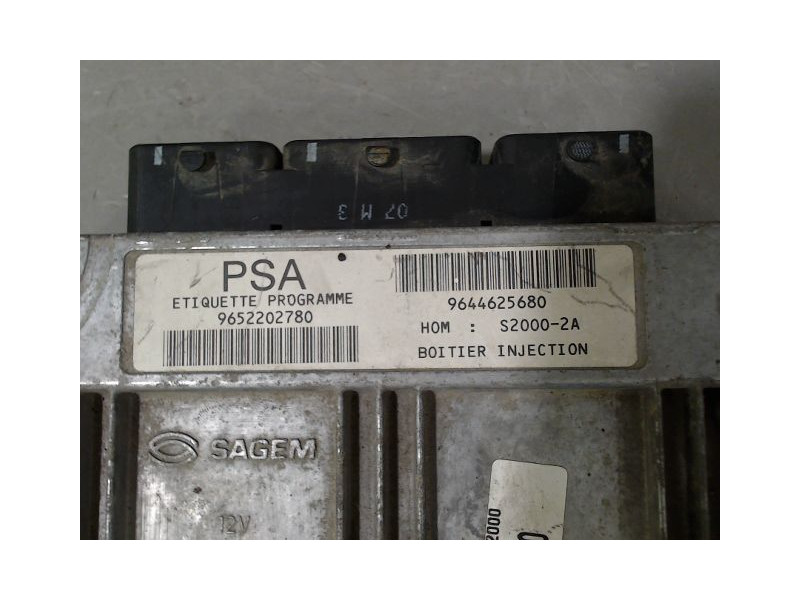 07 M 3
PSA
ETIQUETTE PROGRAMME
9652202780
9644625680
HOM : S2000-2A
BOITIER INJECTION
SAGEM
12V
2000